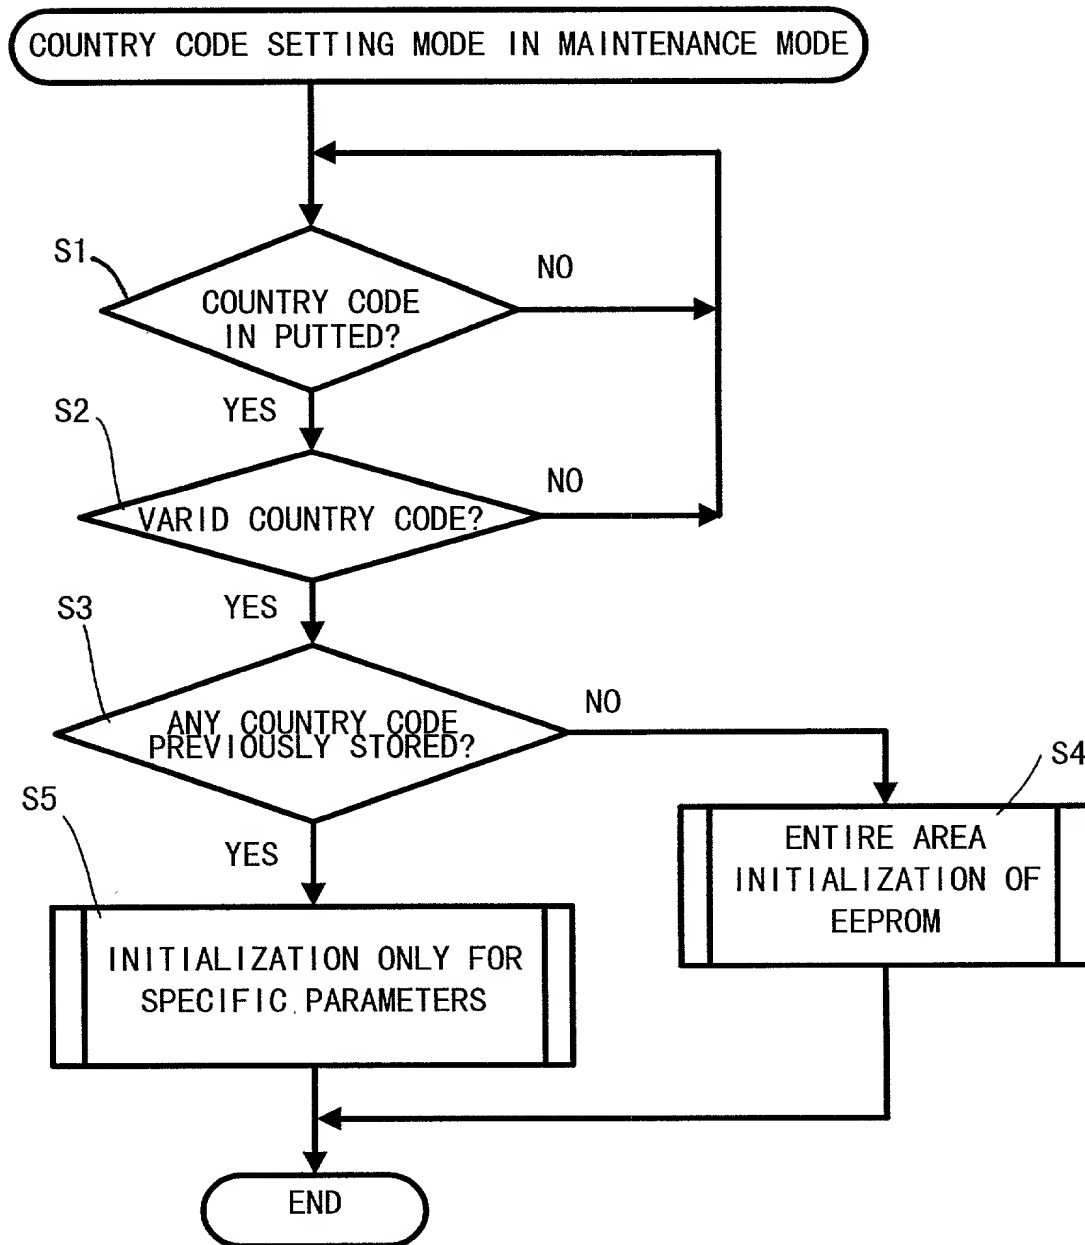 COUNTRY CODE SETTING MODE IN MAINTENANCE MODE
S1
NO
COUNTRY CODE
IN PUTTED?
YES
S2
NO
VARID COUNTRY CODE?
YES
S3
NO
ANY COUNTRY CODE
PREVIOUSLY STORED?
S4
S5
YES
ENTIRE AREA
INITIALIZATION OF
EEPROM
INITIALIZATION ONLY FOR
SPECIFIC PARAMETERS
END